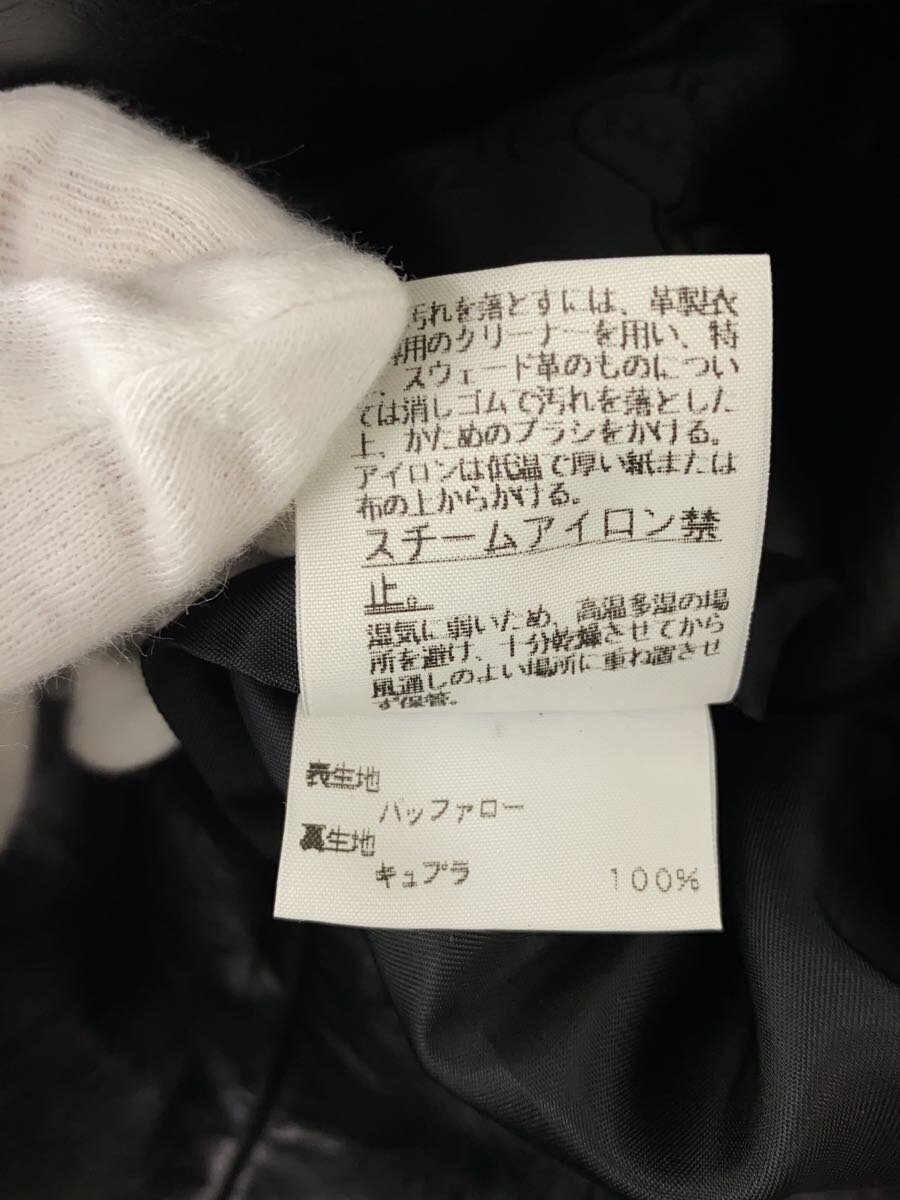 汚れを落とすには、革製衣
専用のクリーナーを用い、特
、スウェード革のものについ
ては消しゴムで汚れを落とした
上、かためのブラシをかける。
アイロンは低温で厚い紙または
布の上からかける。
スチームアイロン禁
止。
湿気に弱いため、高温多湿の場
所を避け、十分乾燥させてから
風通しのよい場所に重ね置きせ
ず保管。
表生地
バッファロー
裏生地
キュプラ 100%